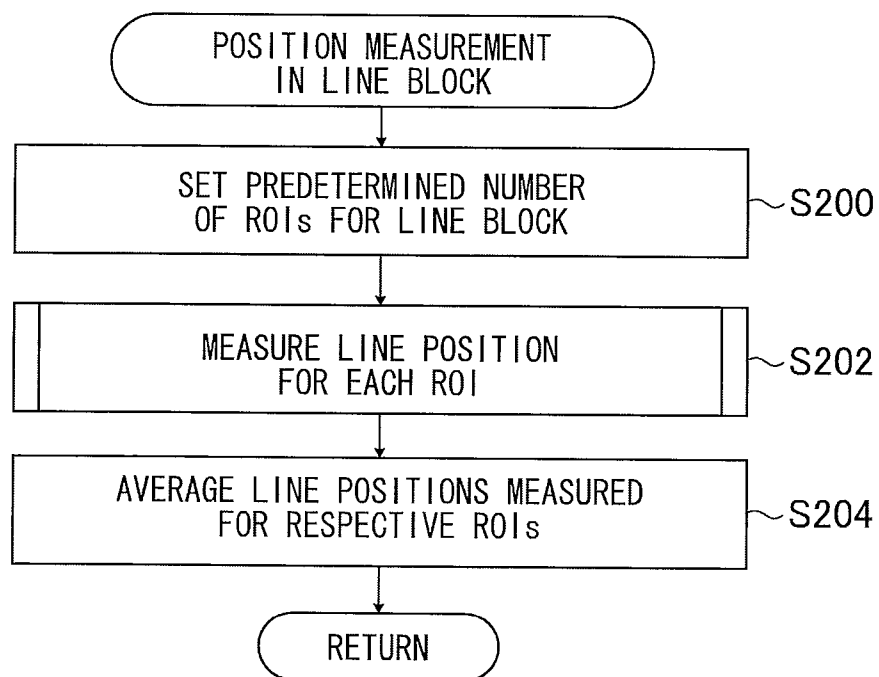 POSITION MEASUREMENT
IN LINE BLOCK
SET PREDETERMINED NUMBER
OF ROIs FOR LINE BLOCK
S200
MEASURE LINE POSITION
FOR EACH ROI
S202
AVERAGE LINE POSITIONS MEASURED
FOR RESPECTIVE ROIs
S204
RETURN